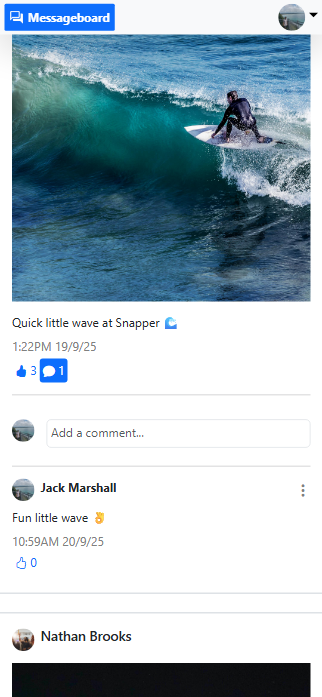 Messageboard
Quick little wave at Snapper 🌊
1:22PM 19/9/25
3 1
Add a comment...
Jack Marshall
Fun little wave 👌
10:59AM 20/9/25
0
Nathan Brooks